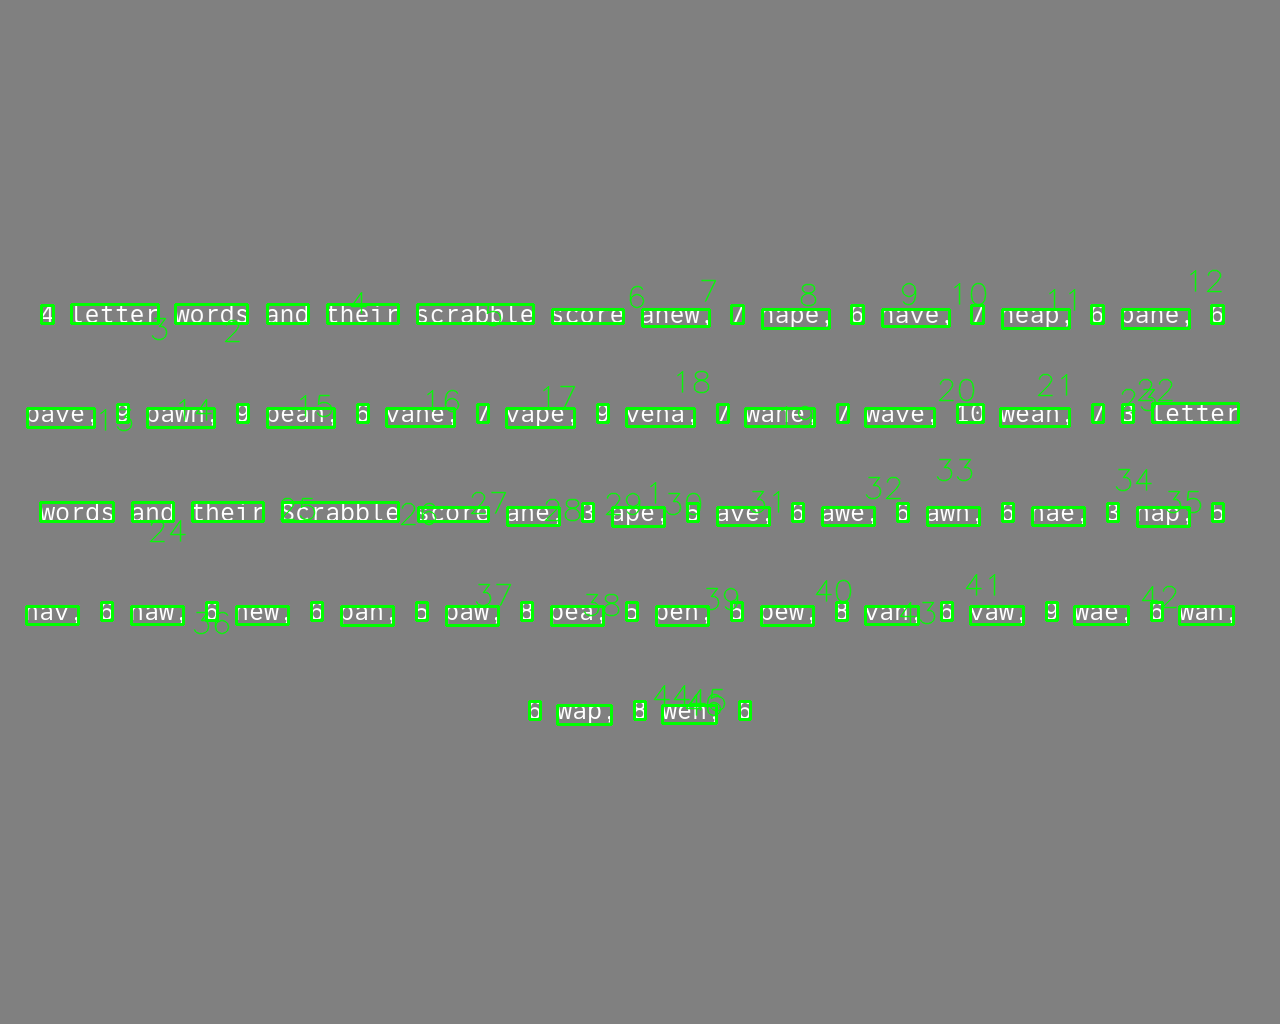 4 letter words and their scrabble score anew, 7 nape, 6 nave, 7 neap, 6 pane, 6
pave, 9 pawn, 9 pean, 6 vane, 7 vape, 9 vena, 7 wane, 7 wave, 10 wean, 7 3 letter
words and their scrabble score ane, 3 ape, 5 ave, 6 awe, 6 awn, 6 nae, 3 nap, 5
nav, 6 naw, 6 new, 6 pan, 5 paw, 8 pea, 5 pen, 5 pew, 8 van, 6 vaw, 9 wae, 6 wan,
6 wap, 8 wen, 6